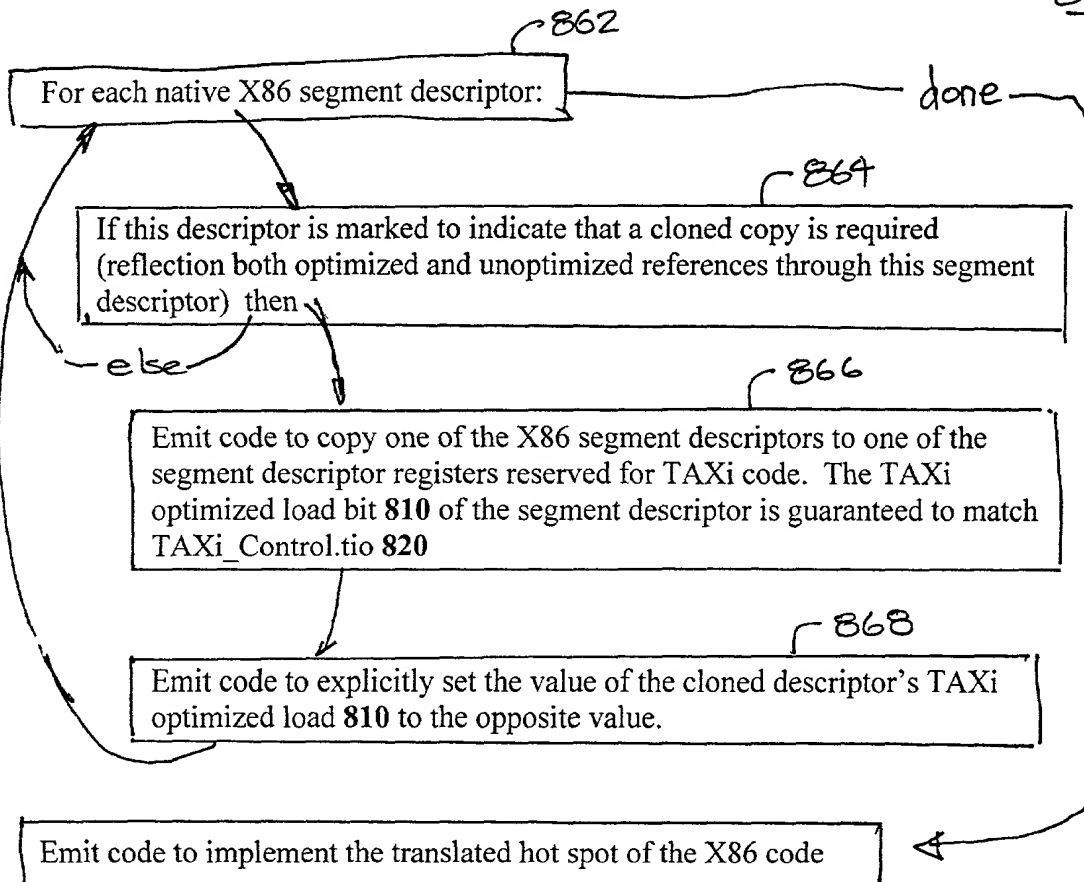 862
For each native X86 segment descriptor:
done
864
If this descriptor is marked to indicate that a cloned copy is required
(reflection both optimized and unoptimized references through this segment
descriptor) then
else
866
Emit code to copy one of the X86 segment descriptors to one of the
segment descriptor registers reserved for TAXi code. The TAXi
optimized load bit 810 of the segment descriptor is guaranteed to match
TAXi_Control.tio 820
868
Emit code to explicitly set the value of the cloned descriptor's TAXi
optimized load 810 to the opposite value.
Emit code to implement the translated hot spot of the X86 code